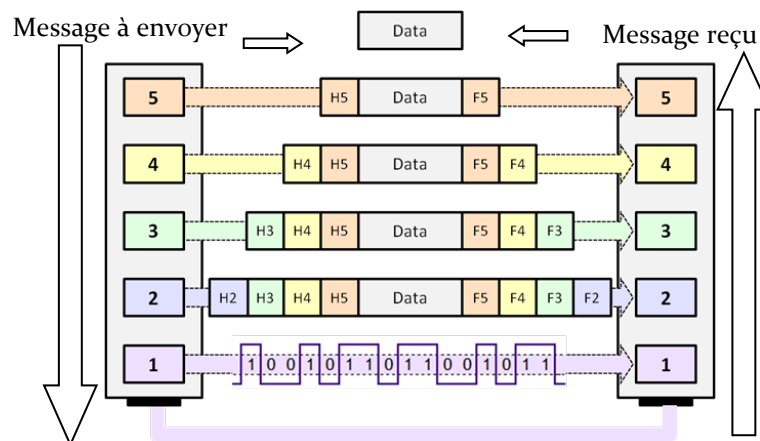 Message à envoyer
Data
Message reçu
5 H5 Data F5 5
4 H4 H5 Data F5 F4 4
3 H3 H4 H5 Data F5 F4 F3 3
2 H2 H3 H4 H5 Data F5 F4 F3 F2 2
1 1 0 0 1 0 1 1 0 1 1 0 0 1 0 1 1 1